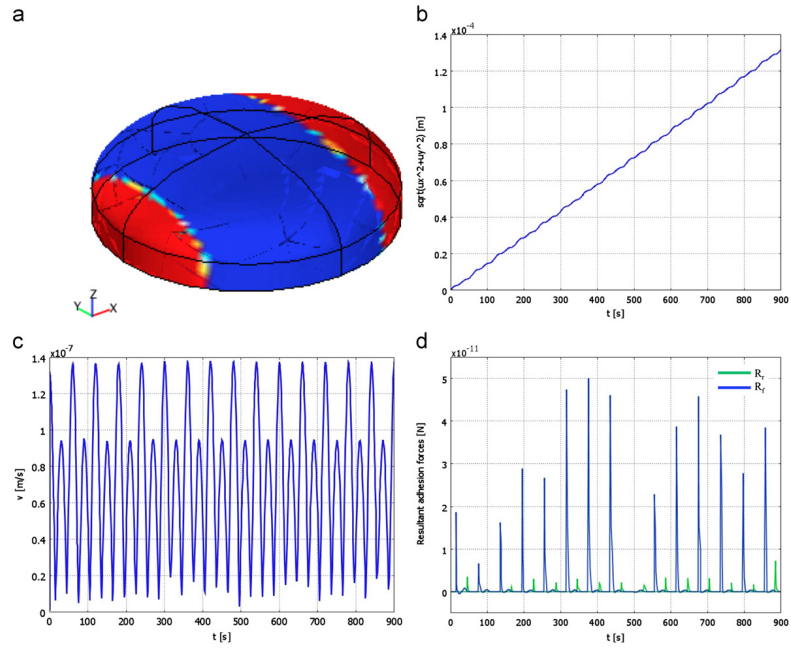 a
Z
Y
X
b
x10^-4
1.4
1.2
1
0.8
0.6
0.4
0.2
0
sqrt(ux^2+uy^2) [m]
0 100 200 300 400 500 600 700 800 900
t [s]
c
x10^-7
1.4
1.2
1
0.8
0.6
0.4
0.2
0
v [m/s]
0 100 200 300 400 500 600 700 800 900
t [s]
d
x10^-11
5
4
3
2
1
0
Resultant adhesion forces [N]
R_r
R_f
0 100 200 300 400 500 600 700 800 900
t [s]